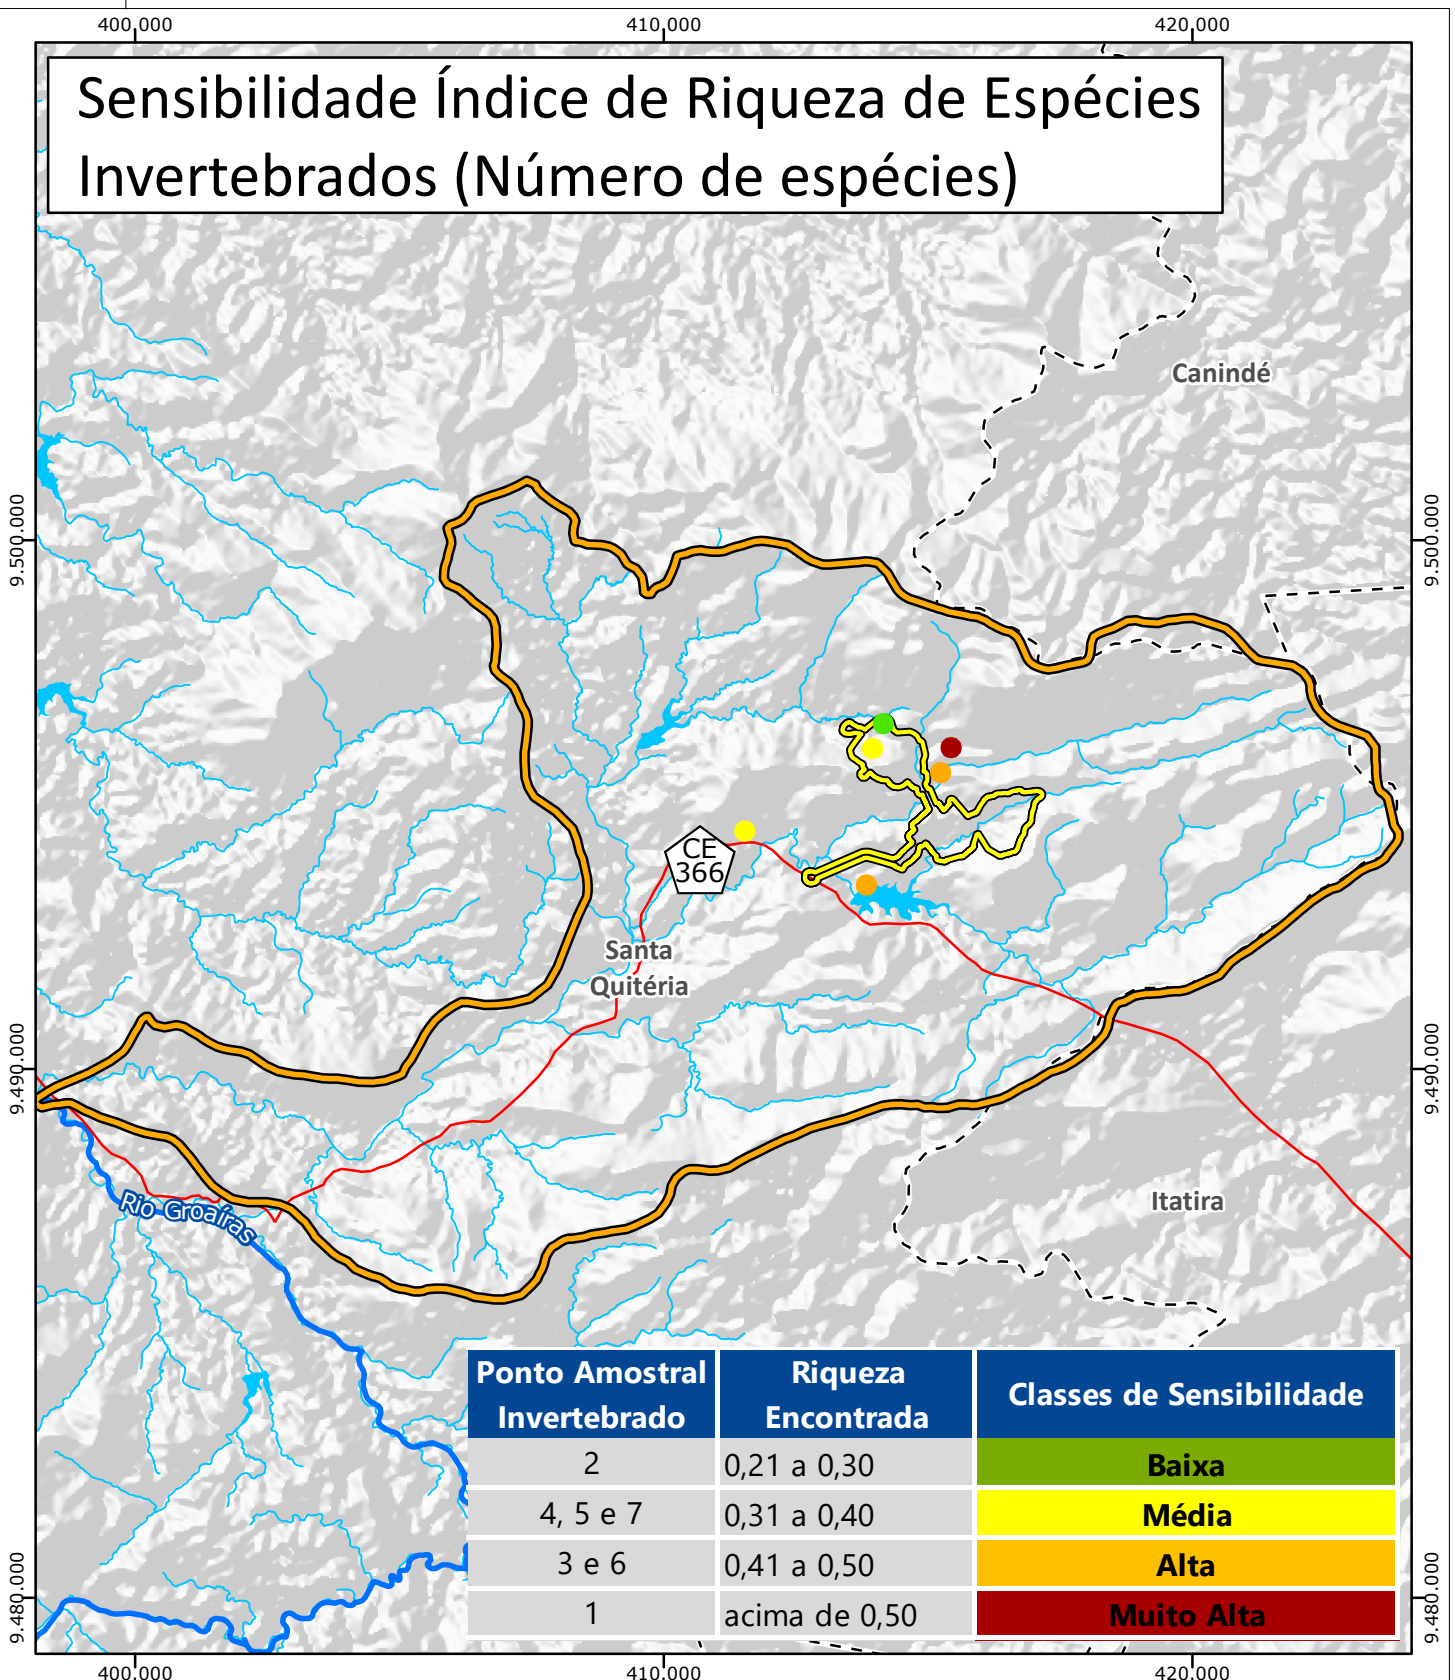 400.000
410.000
420.000
Sensibilidade Índice de Riqueza de Espécies
Invertebrados (Número de espécies)
Canindé
9.500.000
9.500.000
CE
366
Santa
Quitéria
9.490.000
9.490.000
Itatira
Rio Groaíras
Ponto Amostral
Invertebrado
Riqueza
Encontrada
Classes de Sensibilidade
2
0,21 a 0,30
Baixa
4, 5 e 7
0,31 a 0,40
Média
3 e 6
0,41 a 0,50
Alta
1
acima de 0,50
Muito Alta
9.480.000
9.480.000
400.000
410.000
420.000